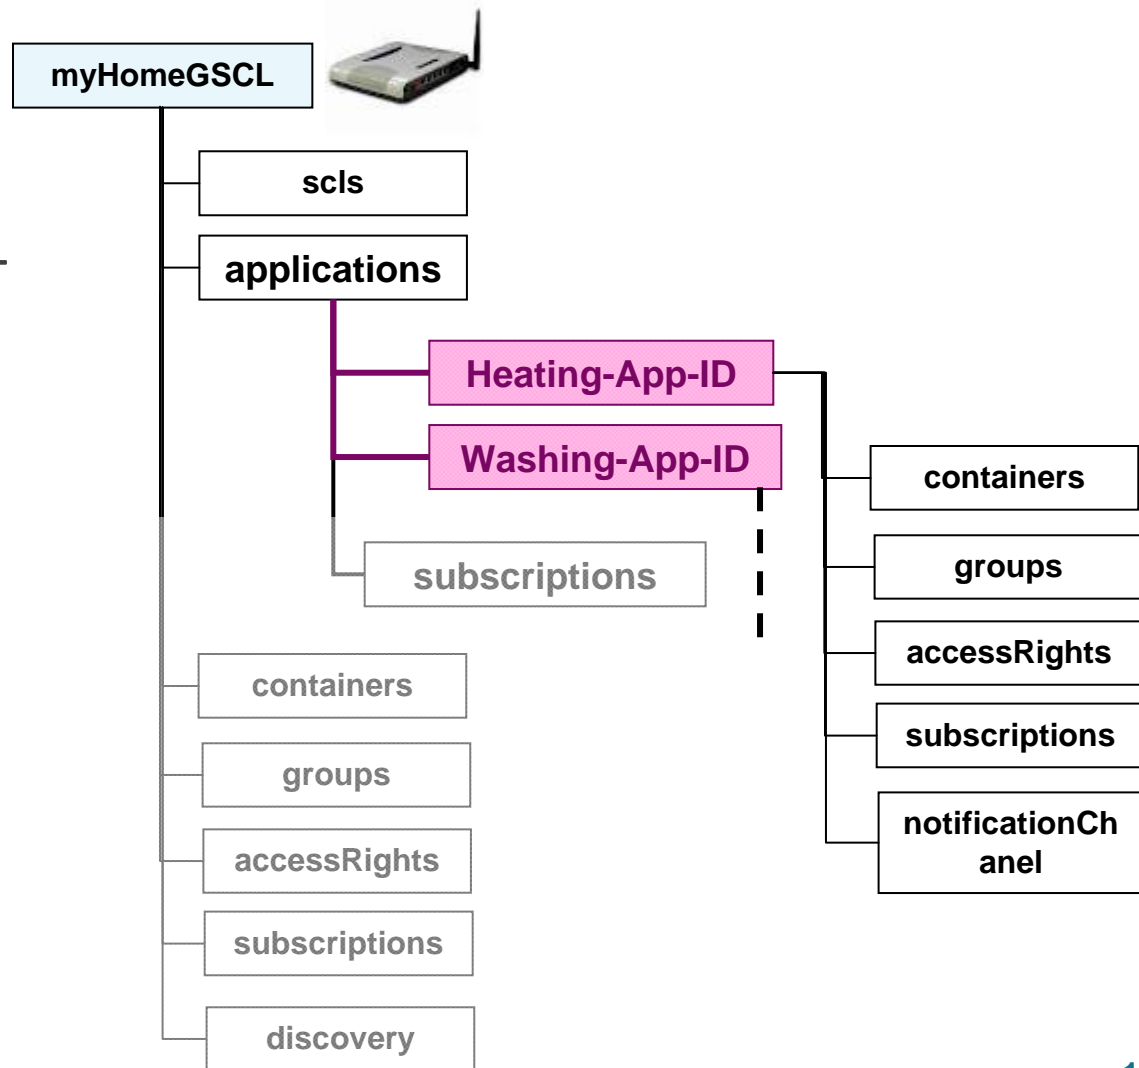 myHomeGSCL
scls
applications
Heating-App-ID
Washing-App-ID
containers
groups
subscriptions
accessRights
containers
subscriptions
groups
notificationCh
anel
accessRights
subscriptions
discovery